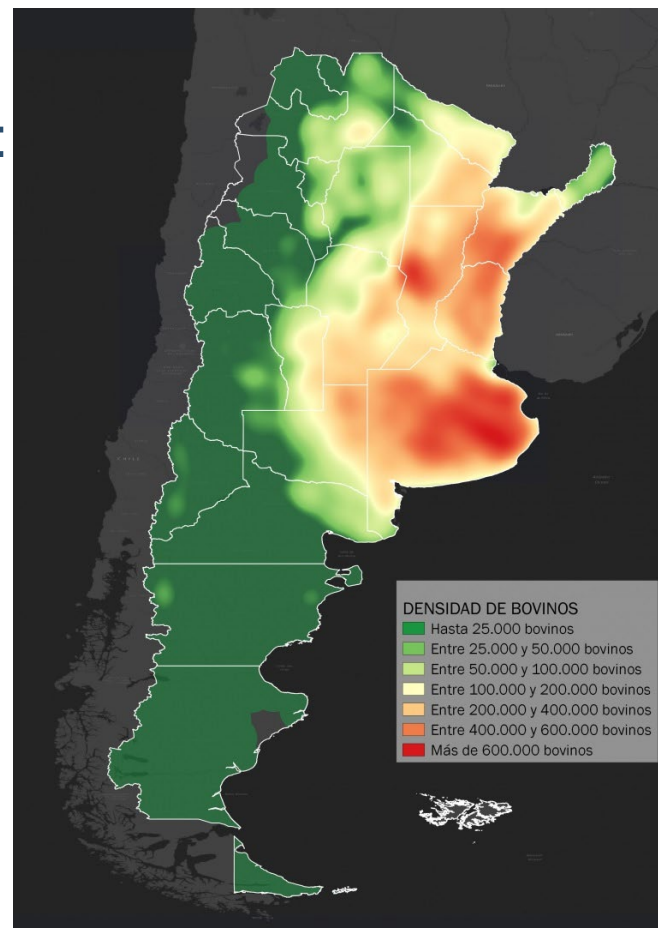 DENSIDAD DE BOVINOS
Hasta 25.000 bovinos
Entre 25.000 y 50.000 bovinos
Entre 50.000 y 100.000 bovinos
Entre 100.000 y 200.000 bovinos
Entre 200.000 y 400.000 bovinos
Entre 400.000 y 600.000 bovinos
Más de 600.000 bovinos